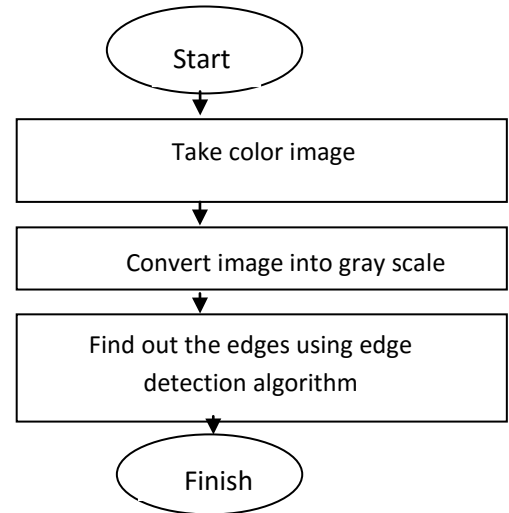 Start
Take color image
Convert image into gray scale
Find out the edges using edge
detection algorithm
Finish